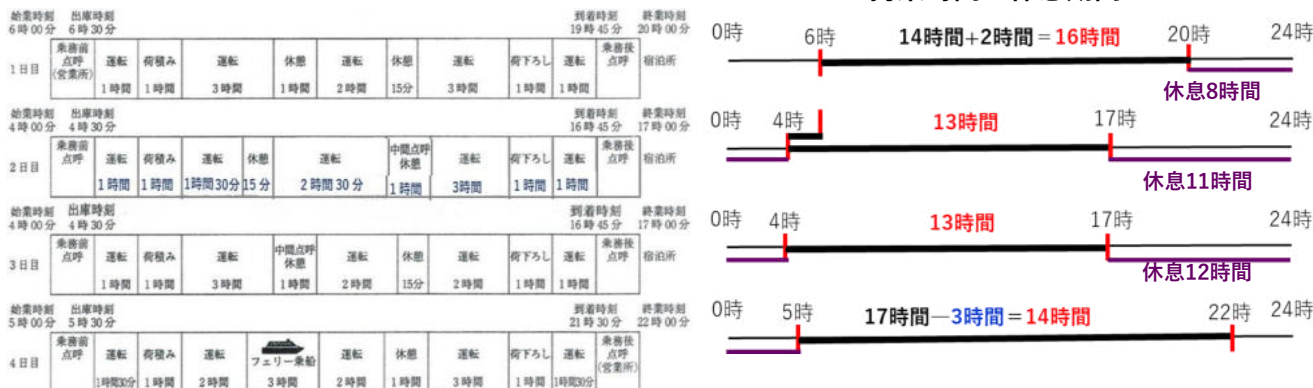 始業時刻 出庫時刻 到着時刻 終業時刻
6時00分 6時30分 19時45分 20時00分
1日目 乗務前点呼(営業所) 運転 荷積み 運転 休憩 運転 休憩 運転 荷下ろし 運転 乗務後点呼 宿泊所
1時間 1時間 3時間 1時間 2時間 15分 3時間 1時間 1時間
始業時刻 出庫時刻 到着時刻 終業時刻
4時00分 4時30分 16時45分 17時00分
2日目 乗務前点呼 運転 荷積み 運転 休憩 運転 中間点呼休憩 運転 荷下ろし 運転 乗務後点呼 宿泊所
1時間 1時間 1時間30分 15分 2時間30分 1時間 3時間 1時間 1時間
始業時刻 出庫時刻 到着時刻 終業時刻
4時00分 4時30分 16時45分 17時00分
3日目 乗務前点呼 運転 荷積み 運転 中間点呼休憩 運転 休憩 運転 荷下ろし 運転 乗務後点呼 宿泊所
1時間 1時間 3時間 1時間 2時間 15分 2時間 1時間 1時間
始業時刻 出庫時刻 到着時刻 終業時刻
5時00分 5時30分 21時30分 22時00分
4日目 乗務前点呼 運転 荷積み 運転 フェリー乗船 運転 休憩 運転 荷下ろし 運転 乗務後点呼(営業所)
1時間30分 1時間 2時間 3時間 2時間 1時間 3時間 1時間 1時間30分
0時 6時 14時間+2時間=16時間 20時 24時
休息8時間
0時 4時 13時間 17時 24時
休息11時間
0時 4時 13時間 17時 24時
休息12時間
0時 5時 17時間―3時間=14時間 22時 24時